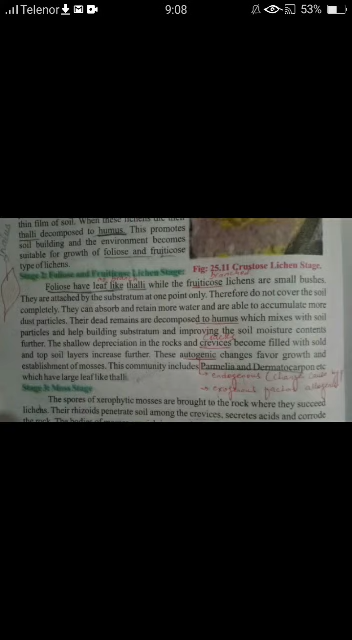 Telenor 9:08 53%
thin film of soil. When these lichens die their
thalli decomposed to humus. This promotes
soil building and the environment becomes
suitable for growth of foliose and fruiticose
type of lichens.
Fig: 25.11 Crustose Lichen Stage.
Stage 2: Foliose and Fruticose Lichen Stage:
Foliose have leaf like thalli while the fruiticose lichens are small bushes.
They are attached by the substratum at one point only. Therefore do not cover the soil
completely. They can absorb and retain more water and are able to accumulate more
dust particles. Their dead remains are decomposed to humus which mixes with soil
particles and help building substratum and improving the soil moisture contents
further. The shallow depreciation in the rocks and crevices become filled with sold
and top soil layers increase further. These autogenic changes favor growth and
establishment of mosses. This community includes Parmelia and Dermatocarpon etc
which have large leaf like thalli.
Stage 3: Moss Stage
The spores of xerophytic mosses are brought to the rock where they succeed
lichens. Their rhizoids penetrate soil among the crevices, secretes acids and corrode
the rock. The bodies of